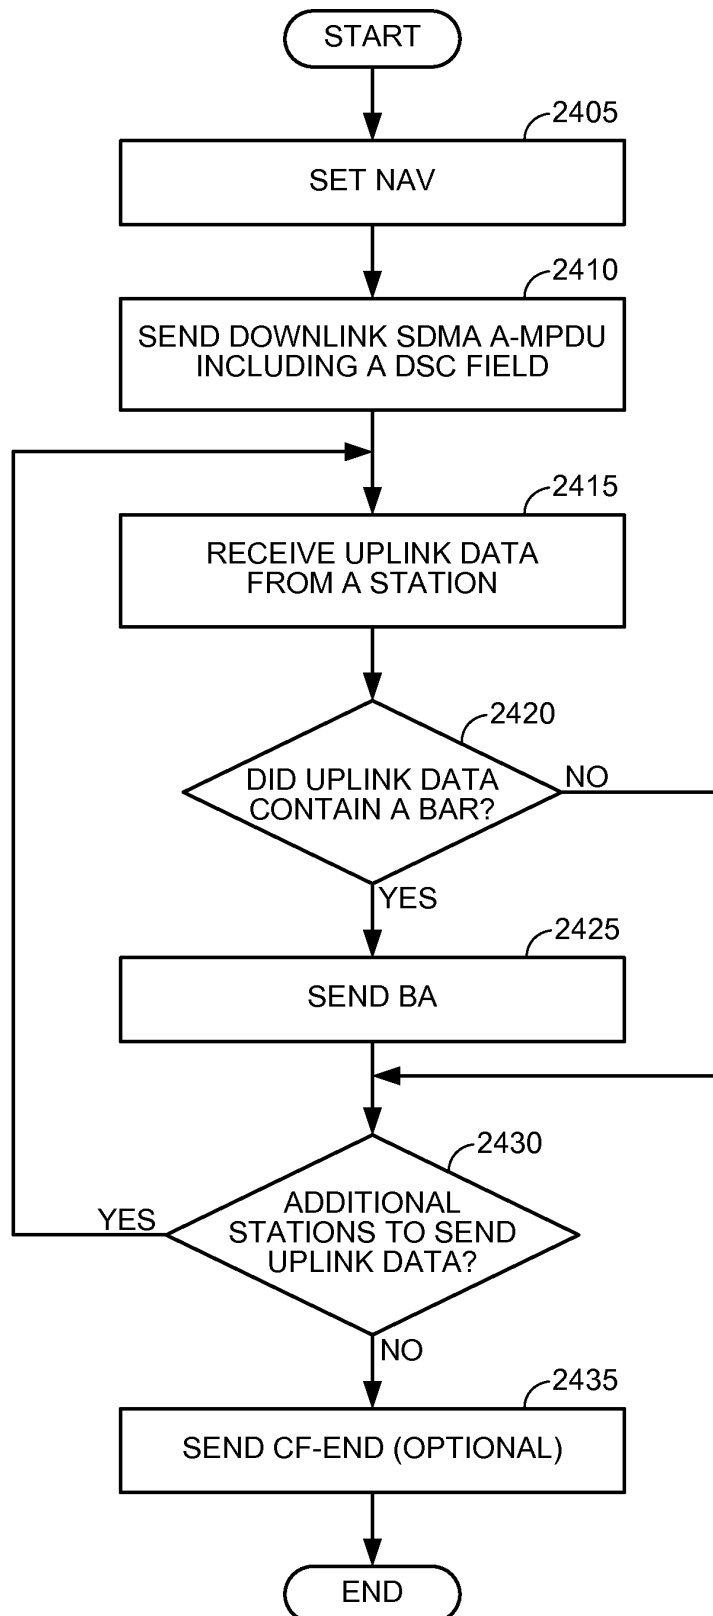 START
2405
SET NAV
2410
SEND DOWNLINK SDMA A-MPDU
INCLUDING A DSC FIELD
2415
RECEIVE UPLINK DATA
FROM A STATION
2420
DID UPLINK DATA
CONTAIN A BAR?
NO
YES
2425
SEND BA
2430
ADDITIONAL
STATIONS TO SEND
UPLINK DATA?
YES
NO
2435
SEND CF-END (OPTIONAL)
END